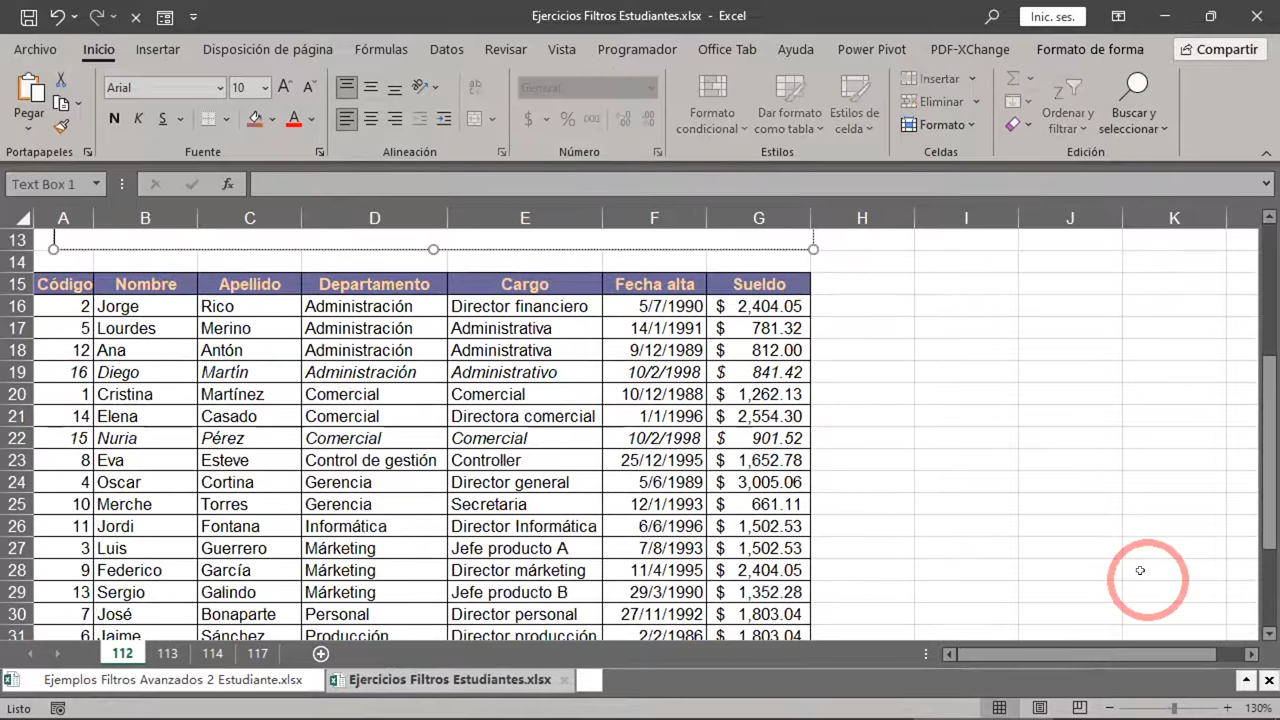 Ejercicios Filtros Estudiantes.xlsx - Excel
Inic. ses.
Archivo Inicio Insertar Disposición de página Fórmulas Datos Revisar Vista Programador Office Tab Ayuda Power Pivot PDF-XChange Formato de forma Compartir
Pegar
Arial 10
N K S A
General
$ % 000
Formato condicional
Dar formato como tabla
Estilos de celda
Insertar
Eliminar
Formato
Ordenar y filtrar
Buscar y seleccionar
Portapapeles Fuente Alineación Número Estilos Celdas Edición
Text Box 1 fx
A B C D E F G H I J K
13
14
15 Código Nombre Apellido Departamento Cargo Fecha alta Sueldo
16 2 Jorge Rico Administración Director financiero 5/7/1990 $ 2,404.05
17 5 Lourdes Merino Administración Administrativa 14/1/1991 $ 781.32
18 12 Ana Antón Administración Administrativa 9/12/1989 $ 812.00
19 16 Diego Martín Administración Administrativo 10/2/1998 $ 841.42
20 1 Cristina Martínez Comercial Comercial 10/12/1988 $ 1,262.13
21 14 Elena Casado Comercial Directora comercial 1/1/1996 $ 2,554.30
22 15 Nuria Pérez Comercial Comercial 10/2/1998 $ 901.52
23 8 Eva Esteve Control de gestión Controller 25/12/1995 $ 1,652.78
24 4 Oscar Cortina Gerencia Director general 5/6/1989 $ 3,005.06
25 10 Merche Torres Gerencia Secretaria 12/1/1993 $ 661.11
26 11 Jordi Fontana Informática Director Informática 6/6/1996 $ 1,502.53
27 3 Luis Guerrero Márketing Jefe producto A 7/8/1993 $ 1,502.53
28 9 Federico García Márketing Director márketing 11/4/1995 $ 2,404.05
29 13 Sergio Galindo Márketing Jefe producto B 29/3/1990 $ 1,352.28
30 7 José Bonaparte Personal Director personal 27/11/1992 $ 1,803.04
31 6 Jaime Sánchez Producción Director producción 2/2/1986 $ 1,803.04
112 113 114 117
Ejemplos Filtros Avanzados 2 Estudiante.xlsx Ejercicios Filtros Estudiantes.xlsx
Listo 130%